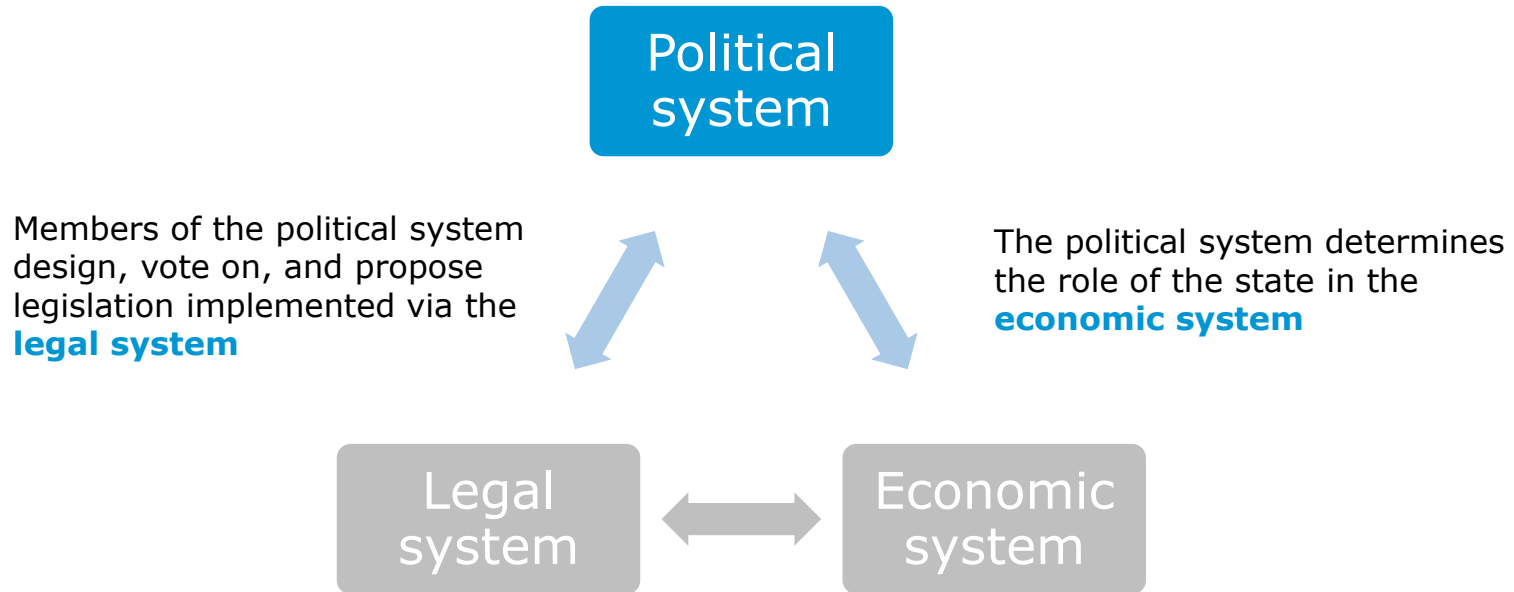 Political
system
Members of the political system
design, vote on, and propose
legislation implemented via the
legal system
The political system determines
the role of the state in the
economic system
Legal
system
Economic
system